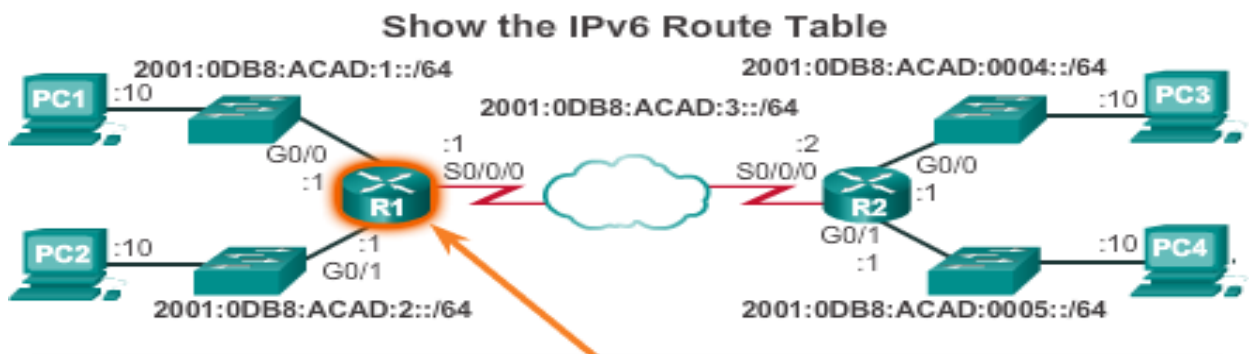 Show the IPv6 Route Table
2001:0DB8:ACAD:1::/64
2001:0DB8:ACAD:0004::/64
PC1
:10
2001:0DB8:ACAD:3::/64
:10
PC3
G0/0
:1
:1
S0/0/0
:2
S0/0/0
G0/0
:1
R1
R2
PC2
:10
:1
G0/1
G0/1
:1
:10
PC4
2001:0DB8:ACAD:2::/64
2001:0DB8:ACAD:0005::/64